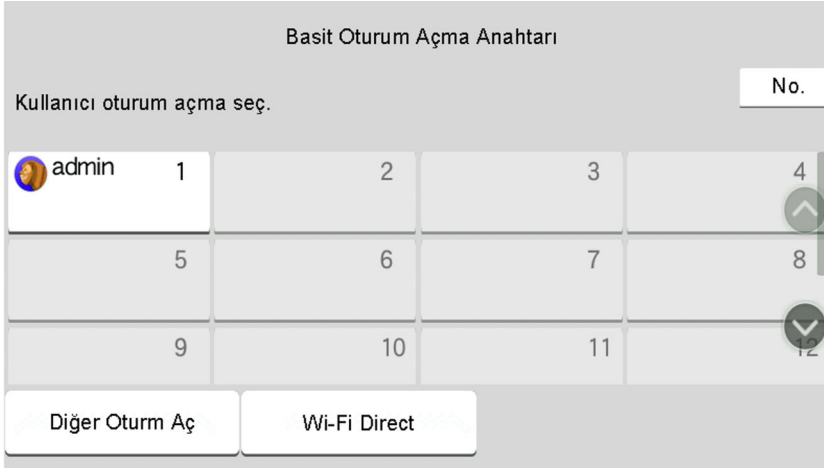 Basit Oturum Açma Anahtarı
No.
Kullanıcı oturum açma seç.
admin 1 2 3 4
5 6 7 8
9 10 11 12
Diğer Oturm Aç Wi-Fi Direct